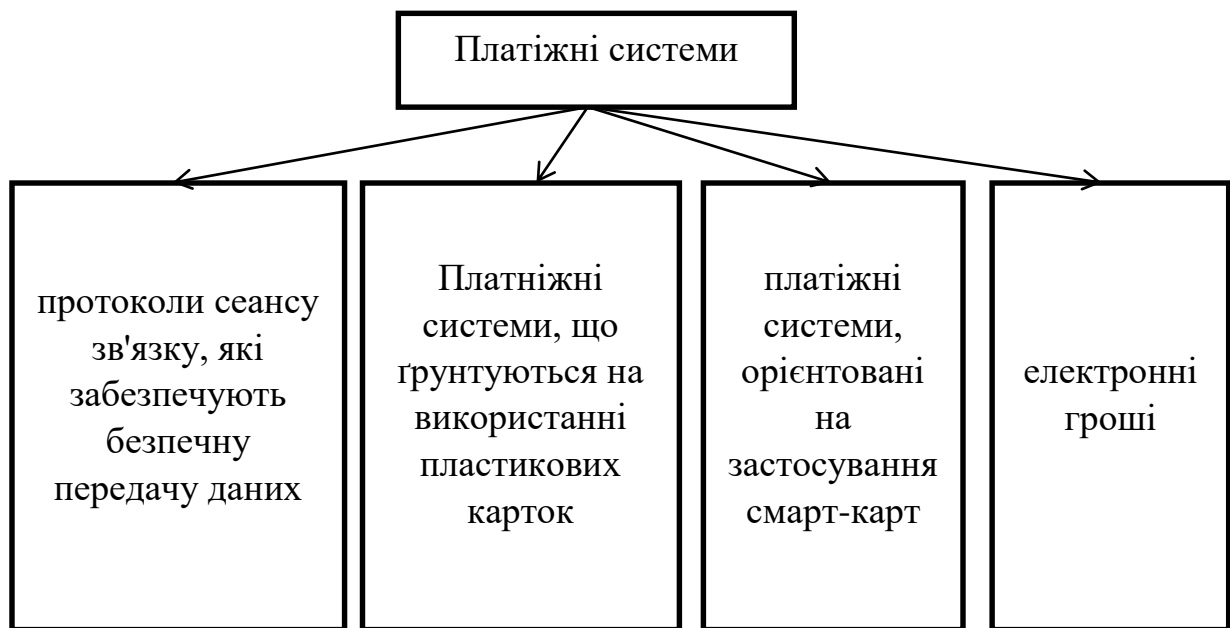 Платіжні системи
протоколи сеансу
зв'язку, які
забезпечують
безпечну
передачу даних
Платніжні
системи, що
ґрунтуються на
використанні
пластикових
карток
платіжні
системи,
орієнтовані
на
застосування
смарт-карт
електронні
гроші